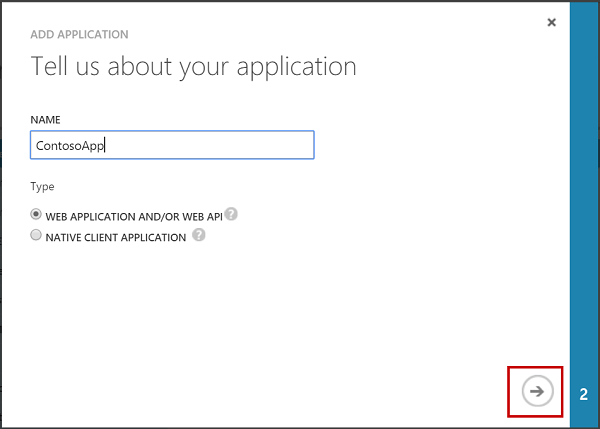 ADD APPLICATION
Tell us about your application
NAME
ContosoApp
Type
WEB APPLICATION AND/OR WEB API ?
NATIVE CLIENT APPLICATION ?
2